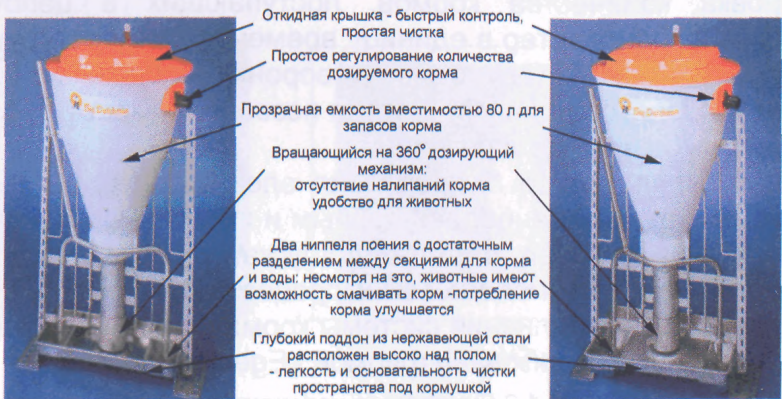 Откидная крышка - быстрый контроль,
простая чистка
Простое регулирование количества
дозируемого корма
Прозрачная емкость вместимостью 80 л для
запасов корма
Вращающийся на 360° дозирующий
механизм:
отсутствие налипаний корма
удобство для животных
Два ниппеля поения с достаточным
разделением между секциями для корма
и воды: несмотря на это, животные имеют
возможность смачивать корм -потребление
корма улучшается
Глубокий поддон из нержавеющей стали
расположен высоко над полом
- легкость и основательность чистки
пространства под кормушкой